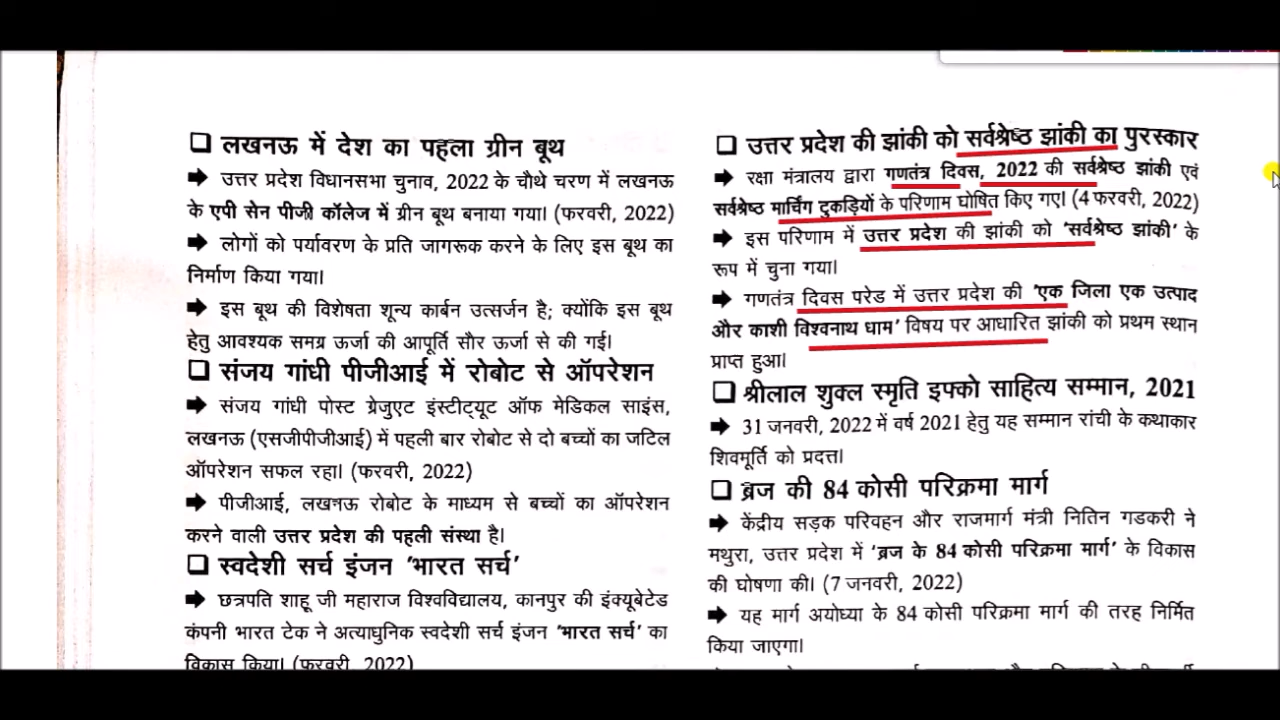 ❑ लखनऊ में देश का पहला ग्रीन बूथ
➡ उत्तर प्रदेश विधानसभा चुनाव, 2022 के चौथे चरण में लखनऊ
के एपी सेन पीजी कॉलेज में ग्रीन बूथ बनाया गया। (फरवरी, 2022)
➡ लोगों को पर्यावरण के प्रति जागरूक करने के लिए इस बूथ का
निर्माण किया गया।
➡ इस बूथ की विशेषता शून्य कार्बन उत्सर्जन है; क्योंकि इस बूथ
हेतु आवश्यक समग्र ऊर्जा की आपूर्ति सौर ऊर्जा से की गई।
❑ संजय गांधी पीजीआई में रोबोट से ऑपरेशन
➡ संजय गांधी पोस्ट ग्रेजुएट इंस्टीट्यूट ऑफ मेडिकल साइंस,
लखनऊ (एसजीपीजीआई) में पहली बार रोबोट से दो बच्चों का जटिल
ऑपरेशन सफल रहा। (फरवरी, 2022)
➡ पीजीआई, लखनऊ रोबोट के माध्यम से बच्चों का ऑपरेशन
करने वाली उत्तर प्रदेश की पहली संस्था है।
❑ स्वदेशी सर्च इंजन 'भारत सर्च'
➡ छत्रपति शाहू जी महाराज विश्वविद्यालय, कानपुर की इंक्यूबेटेड
कंपनी भारत टेक ने अत्याधुनिक स्वदेशी सर्च इंजन 'भारत सर्च' का
विकास किया। (फरवरी, 2022)
❑ उत्तर प्रदेश की झांकी को सर्वश्रेष्ठ झांकी का पुरस्कार
➡ रक्षा मंत्रालय द्वारा गणतंत्र दिवस, 2022 की सर्वश्रेष्ठ झांकी एवं
सर्वश्रेष्ठ मार्चिंग टुकड़ियों के परिणाम घोषित किए गए। (4 फरवरी, 2022)
➡ इस परिणाम में उत्तर प्रदेश की झांकी को 'सर्वश्रेष्ठ झांकी' के
रूप में चुना गया।
➡ गणतंत्र दिवस परेड में उत्तर प्रदेश की 'एक जिला एक उत्पाद
और काशी विश्वनाथ धाम' विषय पर आधारित झांकी को प्रथम स्थान
प्राप्त हुआ।
❑ श्रीलाल शुक्ल स्मृति इफ्को साहित्य सम्मान, 2021
➡ 31 जनवरी, 2022 में वर्ष 2021 हेतु यह सम्मान रांची के कथाकार
शिवमूर्ति को प्रदत्त।
❑ ब्रज की 84 कोसी परिक्रमा मार्ग
➡ केंद्रीय सड़क परिवहन और राजमार्ग मंत्री नितिन गडकरी ने
मथुरा, उत्तर प्रदेश में 'ब्रज के 84 कोसी परिक्रमा मार्ग' के विकास
की घोषणा की। (7 जनवरी, 2022)
➡ यह मार्ग अयोध्या के 84 कोसी परिक्रमा मार्ग की तरह निर्मित
किया जाएगा।